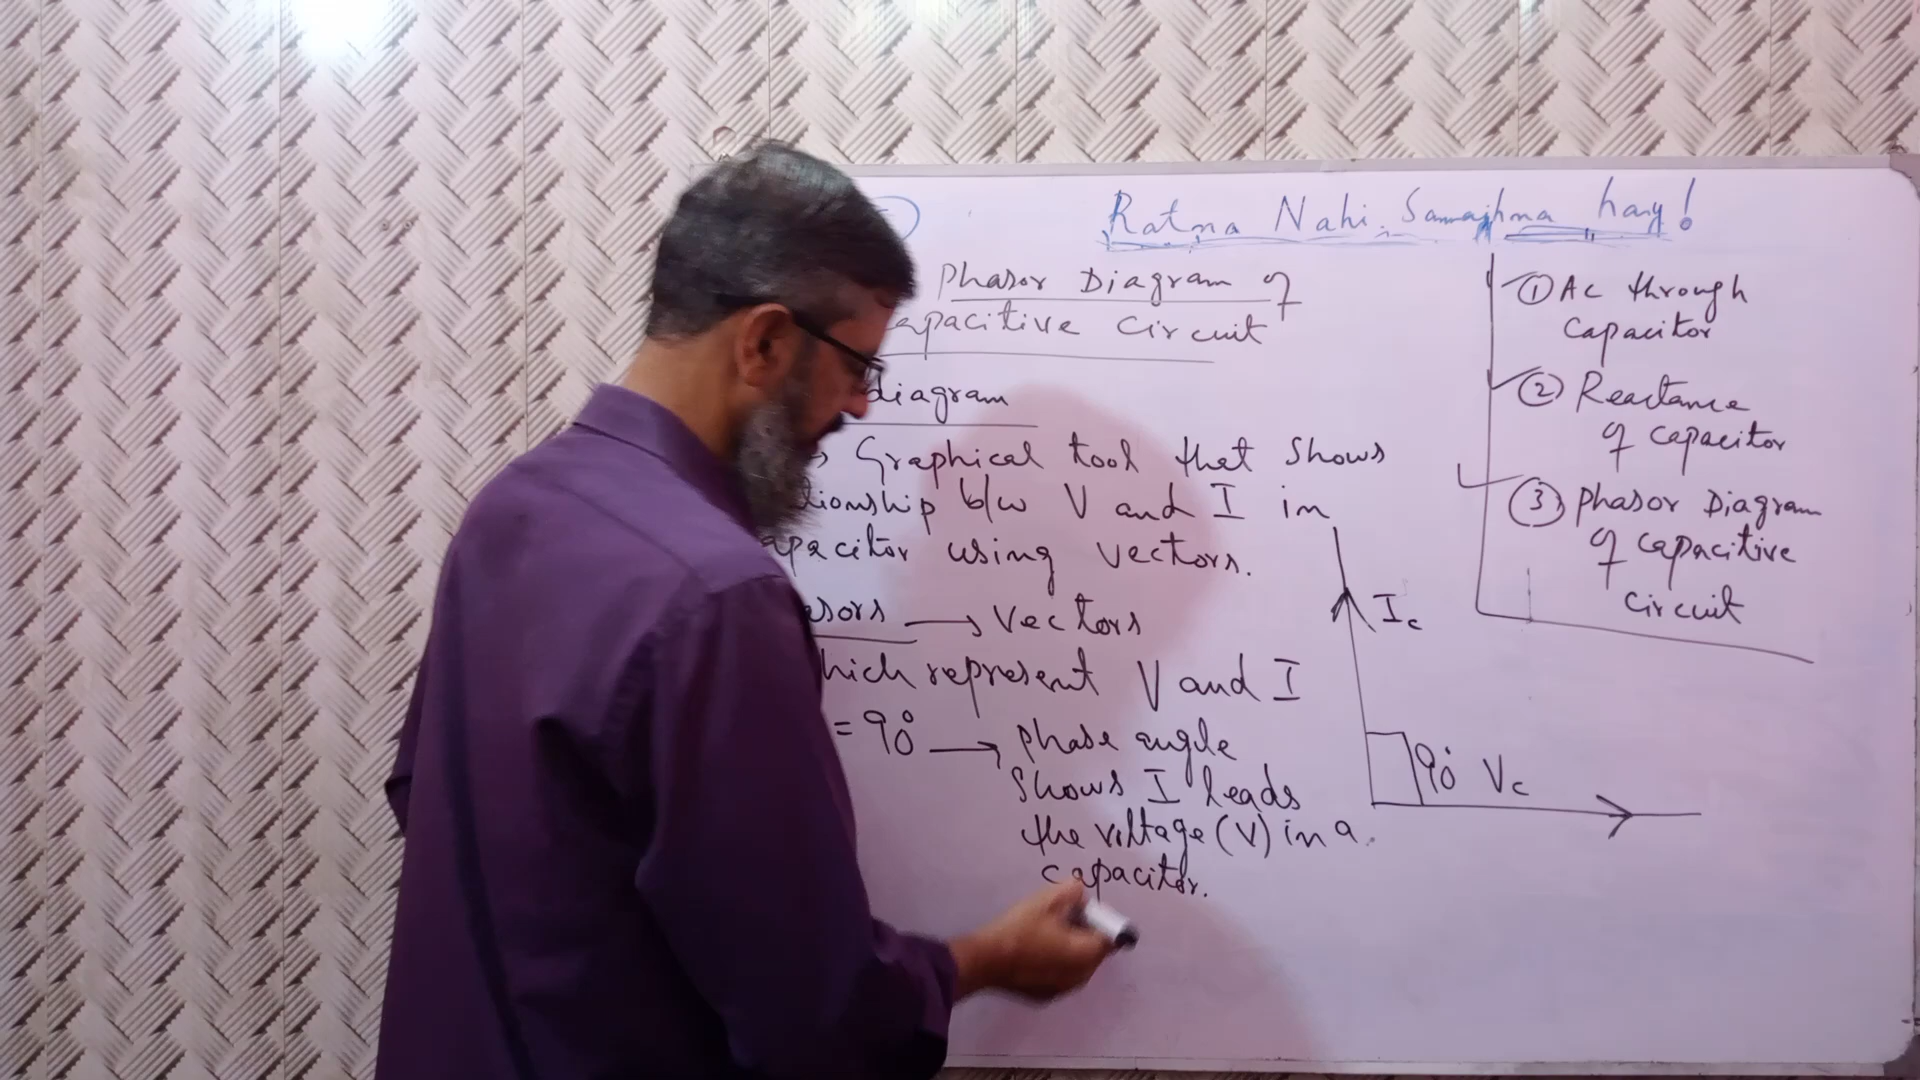 Ratna Nahi. Samajhna hay!
Phasor Diagram of
apacitive Circuit
diagram
→ Graphical tool that shows
tionship b/w V and I in
apacitor using vectors.
asors → Vectors
hich represent V and I
= 90° → phase angle
shows I leads
the voltage (V) in a
capacitor.
Ic
90° Vc
① Ac through
Capacitor
② Reactance
of capacitor
③ Phasor Diagram
of capacitive
Circuit